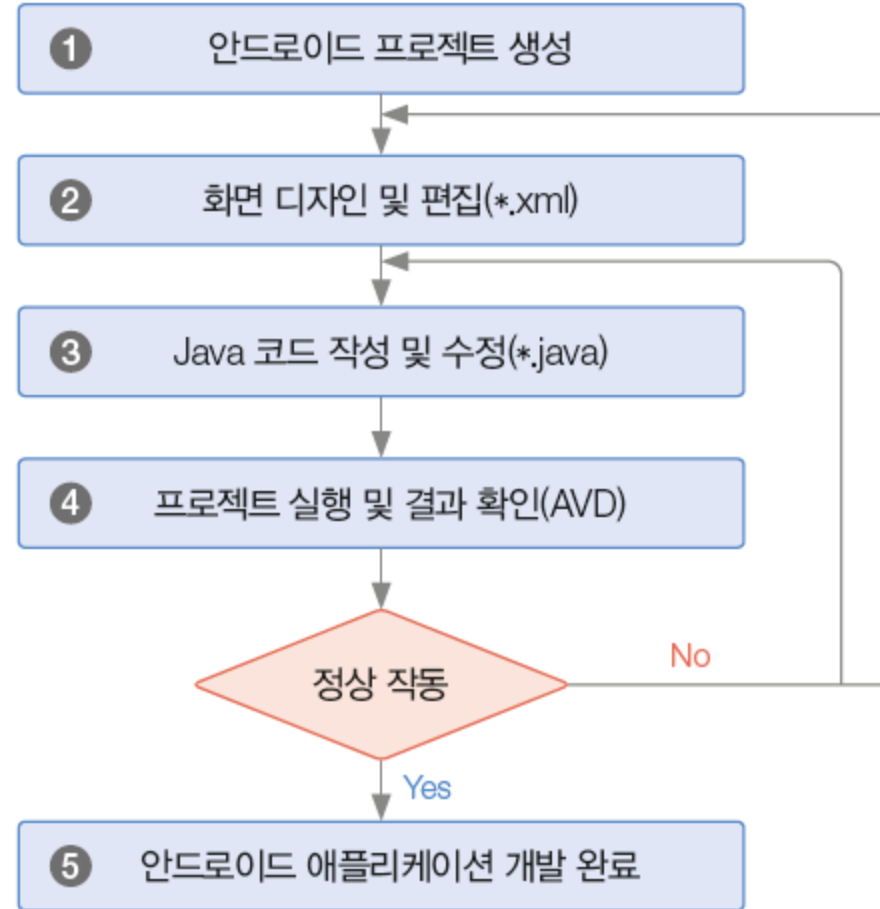 1 안드로이드 프로젝트 생성
2 화면 디자인 및 편집(*.xml)
3 Java 코드 작성 및 수정(*.java)
4 프로젝트 실행 및 결과 확인(AVD)
정상 작동
No
Yes
5 안드로이드 애플리케이션 개발 완료